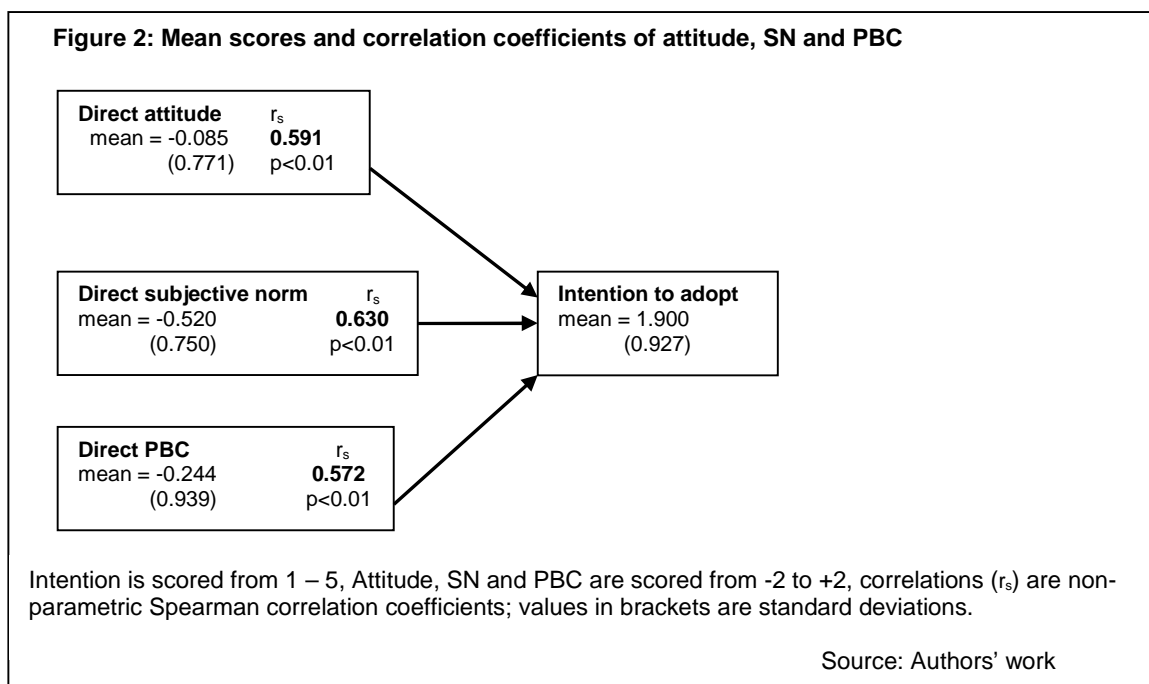 Figure 2: Mean scores and correlation coefficients of attitude, SN and PBC
Direct attitude rs
mean = -0.085 0.591
(0.771) p<0.01
Direct subjective norm rs
mean = -0.520 0.630
(0.750) p<0.01
Intention to adopt
mean = 1.900
(0.927)
Direct PBC rs
mean = -0.244 0.572
(0.939) p<0.01
Intention is scored from 1 – 5, Attitude, SN and PBC are scored from -2 to +2, correlations (rs) are non-
parametric Spearman correlation coefficients; values in brackets are standard deviations.
Source: Authors’ work